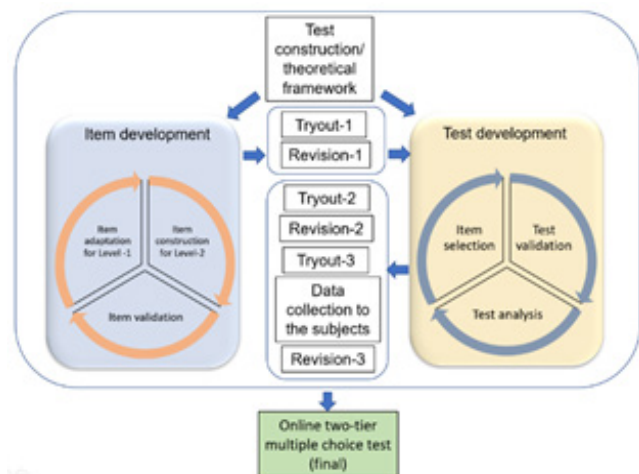 Test
construction/
theoretical
framework
Item development
Tryout-1
Revision-1
Test development
Item
adaptation
for Level -1
Item
construction
for Level-2
Item validation
Tryout-2
Revision-2
Tryout-3
Data
collection to
the subjects
Revision-3
Item
selection
Test
validation
Test analysis
Online two-tier
multiple choice test
(final)